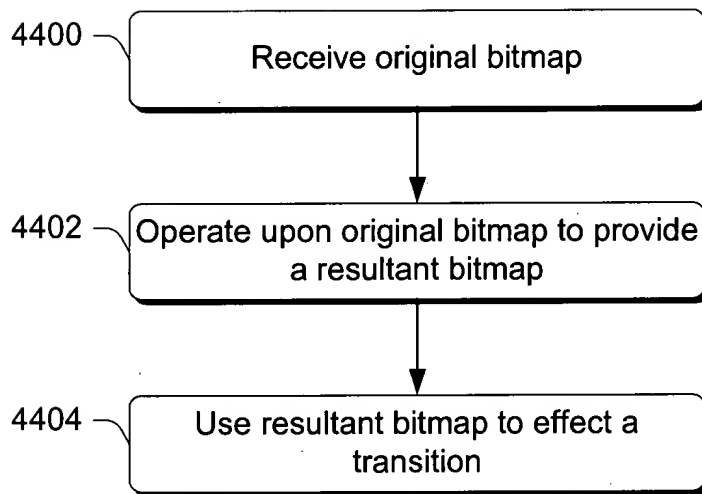 4400
Receive original bitmap
4402
Operate upon original bitmap to provide
a resultant bitmap
4404
Use resultant bitmap to effect a
transition